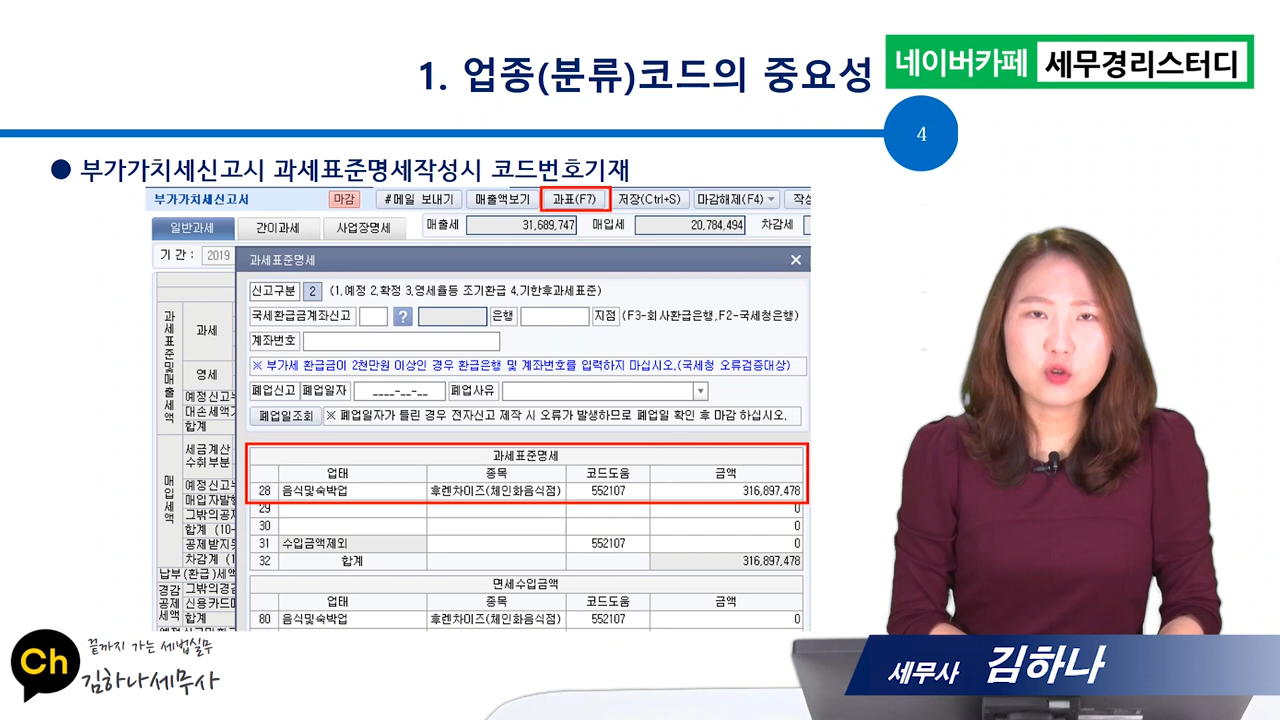 1. 업종(분류)코드의 중요성
네이버카페 세무경리스터디
4
● 부가가치세신고시 과세표준명세작성시 코드번호기재
부가가치세신고서 마감 #메일 보내기 매출액보기 과표(F7) 저장(Ctrl+S) 마감해제(F4)
일반과세 간이과세 사업장명세 매출세 31,689,747 매입세 20,784,494 차감세
기 간 : 2019
과세표준명세
신고구분 2 (1.예정 2.확정 3.영세율등 조기환급 4.기한후과세표준)
국세환급금계좌신고 ? 은행 지점 (F3-회사환급은행,F2-국세청은행)
계좌번호
※ 부가세 환급금이 2천만원 이상인 경우 환급은행 및 계좌번호를 입력하지 마십시오.(국세청 오류검증대상)
폐업신고 폐업일자 ____-__-__ 폐업사유
폐업일조회 ※ 폐업일자가 틀린 경우 전자신고 제작 시 오류가 발생하므로 폐업일 확인 후 마감 하십시오.
과세표준명세
업태 종목 코드도움 금액
28 음식및숙박업 후렌차이즈(체인화음식점) 552107 316,897,478
29 0
30 0
31 수입금액제외 552107 0
32 합계 316,897,478
면세수입금액
업태 종목 코드도움 금액
80 음식및숙박업 후렌차이즈(체인화음식점) 552107 0
과세표준및매출세액
과세
영세
예정신고
대손세액
합계
매입세액
세금계산
수취부분
예정신고
매입자발
그밖의공제
합계 (10-
공제받지
차감계 (1
납부(환급)세액
경감공제세액
그밖의경감
신용카드
합계
Ch
끝까지 가는 세법실무
김하나세무사
세무사 김하나